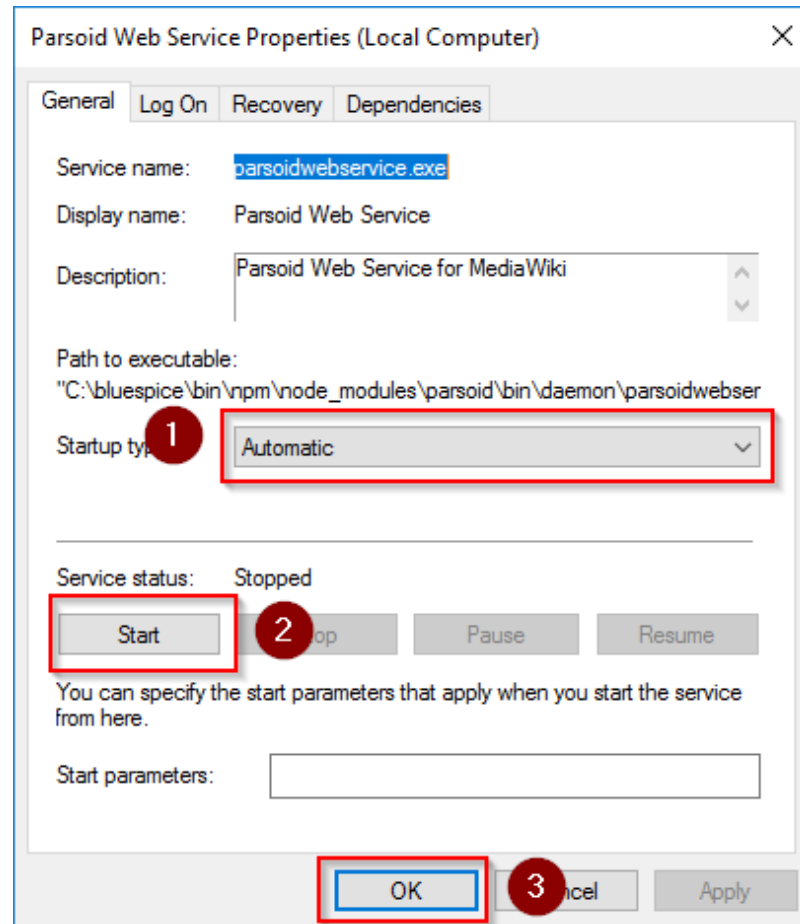 Parsoid Web Service Properties (Local Computer)
General Log On Recovery Dependencies
Service name: parsoidwebservice.exe
Display name: Parsoid Web Service
Description: Parsoid Web Service for MediaWiki
Path to executable:
"C:\bluespice\bin\npm\node_modules\parsoid\bin\daemon\parsoidwebser
Startup typ 1 Automatic
Service status: Stopped
Start 2 op Pause Resume
You can specify the start parameters that apply when you start the service
from here.
Start parameters:
OK 3 ncel Apply